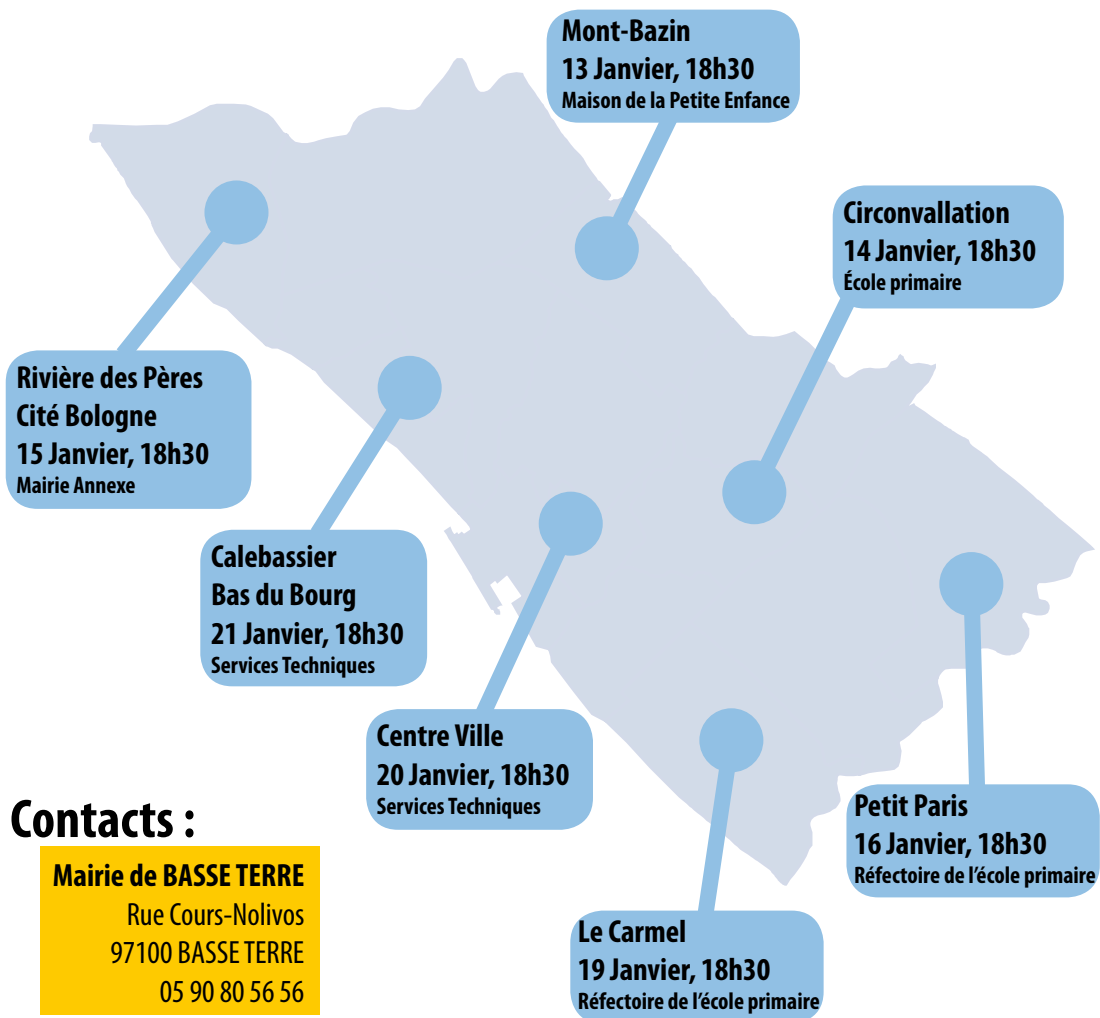 Mont-Bazin
13 Janvier, 18h30
Maison de la Petite Enfance
Circonvallation
14 Janvier, 18h30
École primaire
Rivière des Pères
Cité Bologne
15 Janvier, 18h30
Mairie Annexe
Calebassier
Bas du Bourg
21 Janvier, 18h30
Services Techniques
Centre Ville
20 Janvier, 18h30
Services Techniques
Petit Paris
16 Janvier, 18h30
Réfectoire de l'école primaire
Le Carmel
19 Janvier, 18h30
Réfectoire de l'école primaire
Contacts :
Mairie de BASSE TERRE
Rue Cours-Nolivos
97100 BASSE TERRE
05 90 80 56 56